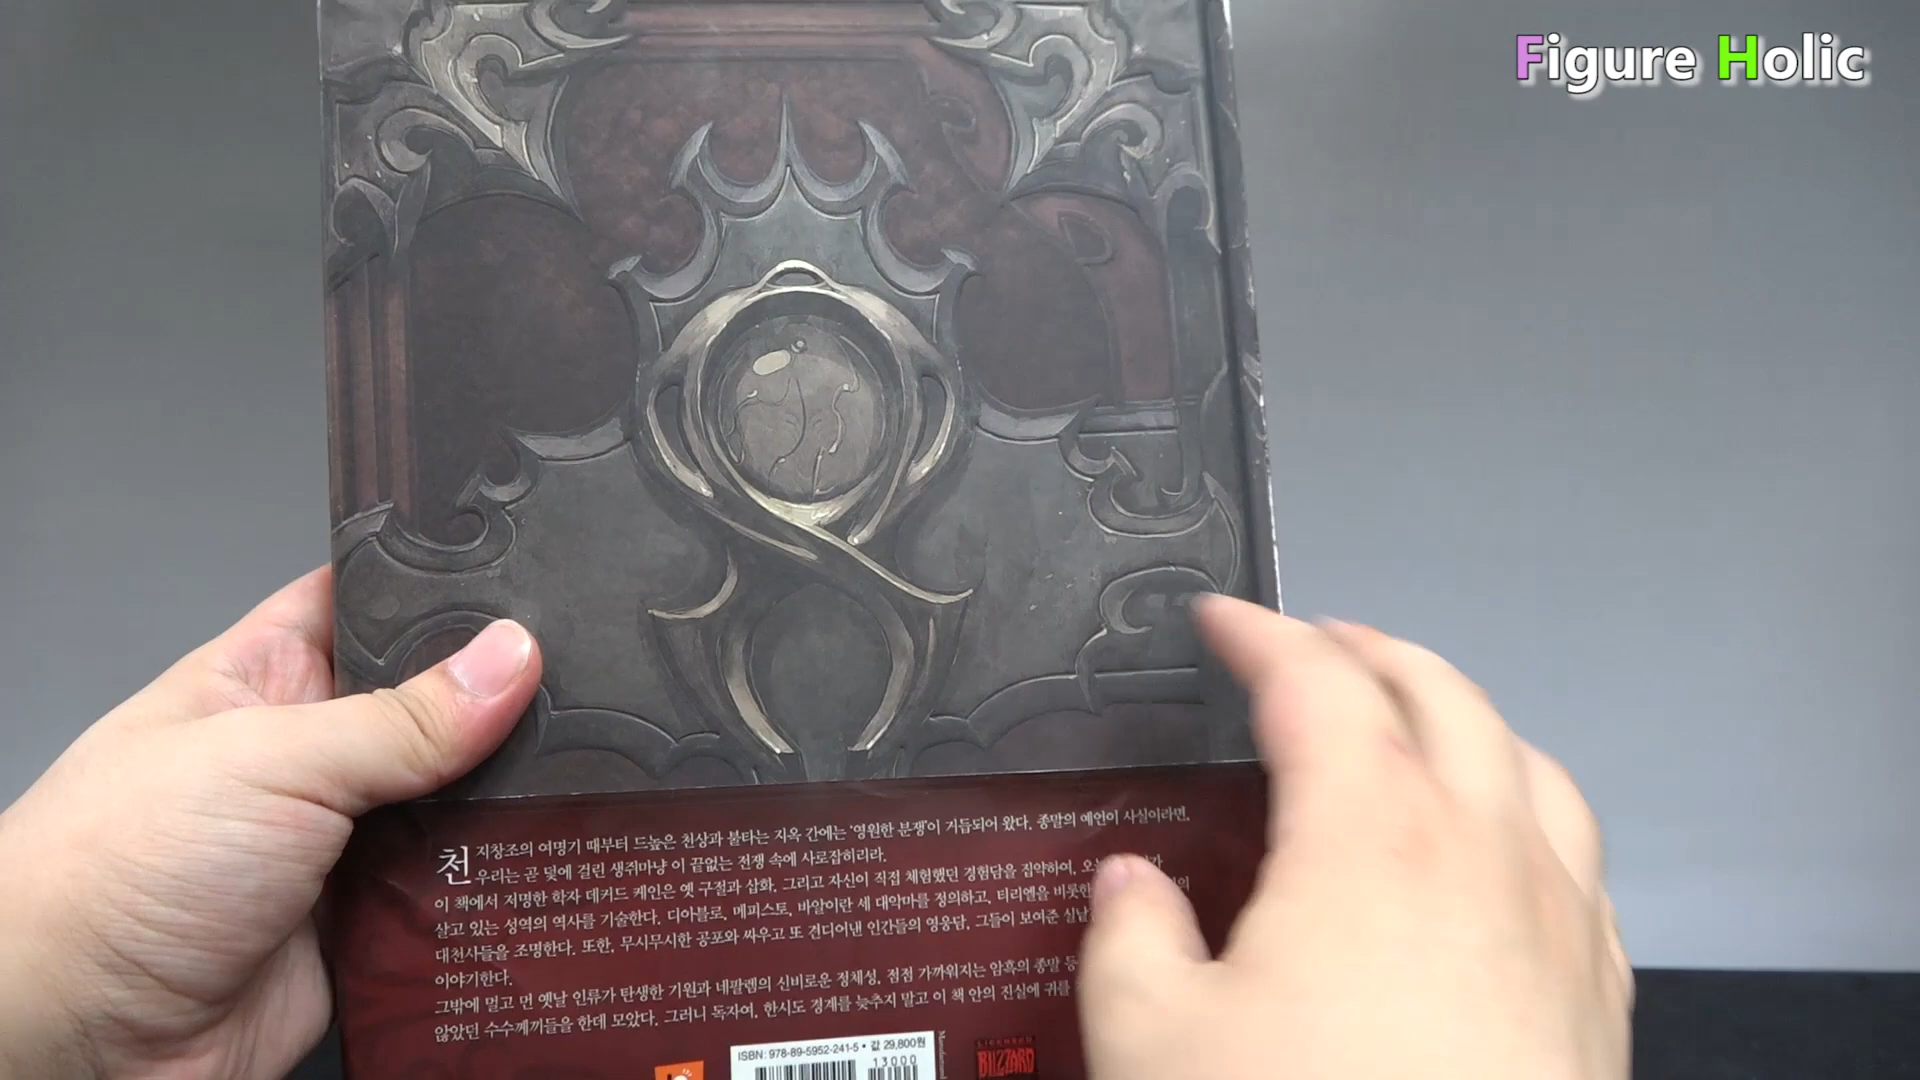 Figure Holic
천지창조의 여명기 때부터 드높은 천상과 불타는 지옥 간에는 '영원한 분쟁'이 거듭되어 왔다. 종말의 예언이 사실이라면,
우리는 곧 덫에 걸린 생쥐마냥 이 끝없는 전쟁 속에 사로잡히리라.
이 책에서 저명한 학자 데커드 케인은 옛 구절과 삽화, 그리고 자신이 직접 체험했던 경험담을 집약하여,
살고 있는 성역의 역사를 기술한다. 디아블로, 메피스토, 바알이란 세 대악마를 정의하고, 티리엘을 비롯한
대천사들을 조명한다. 또한, 무시무시한 공포와 싸우고 또 견디어낸 인간들의 영웅담, 그들이 보여준
이야기한다.
그밖에 멀고 먼 옛날 인류가 탄생한 기원과 네팔렘의 신비로운 정체성, 점점 가까워지는 암흑의 종말
않았던 수수께끼들을 한데 모았다. 그러니 독자여, 한시도 경계를 늦추지 말고 이 책 안의 진실에 귀를
ISBN: 978-89-5952-241-5 • 값 29,800원
13000
LICENSED
BLIZZARD